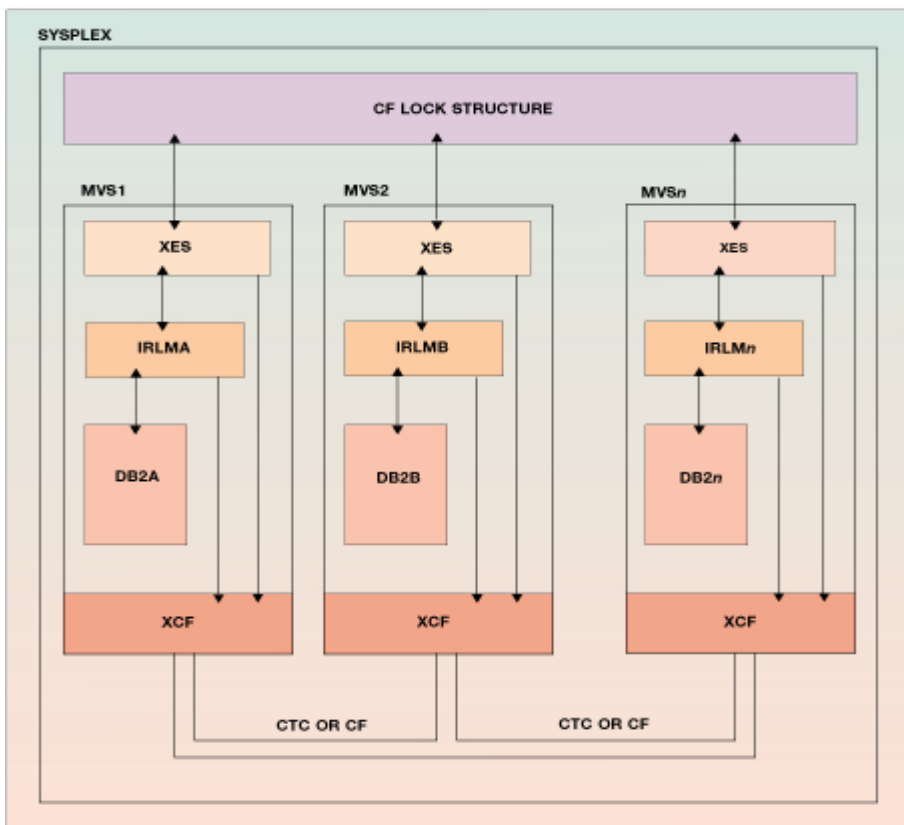 SYSPLEX
CF LOCK STRUCTURE
MVS1
MVS2
MVSn
XES
XES
XES
IRLMA
IRLMB
IRLMn
DB2A
DB2B
DB2n
XCF
XCF
XCF
CTC OR CF
CTC OR CF